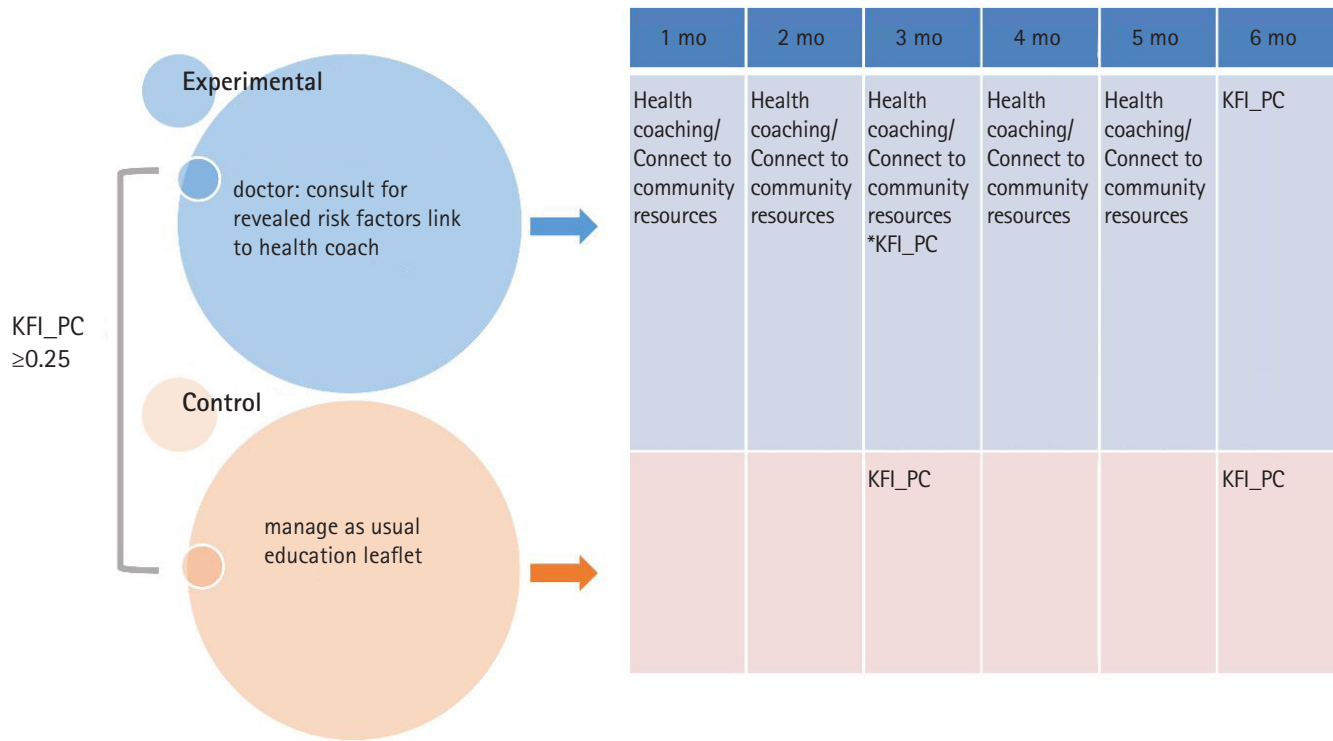 Experimental
doctor: consult for
revealed risk factors link
to health coach
KFI_PC
≥0.25
Control
manage as usual
education leaflet
1 mo
2 mo
3 mo
4 mo
5 mo
6 mo
Health
coaching/
Connect to
community
resources
Health
coaching/
Connect to
community
resources
Health
coaching/
Connect to
community
resources
*KFI_PC
Health
coaching/
Connect to
community
resources
Health
coaching/
Connect to
community
resources
KFI_PC
KFI_PC
KFI_PC